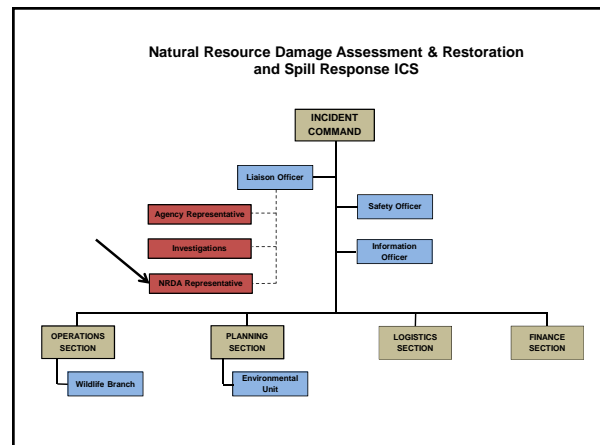 Natural Resource Damage Assessment & Restoration
and Spill Response ICS
INCIDENT
COMMAND
Liaison Officer
Agency Representative
Safety Officer
Investigations
Information
Officer
NRDA Representative
OPERATIONS
SECTION
PLANNING
SECTION
LOGISTICS
SECTION
FINANCE
SECTION
Wildlife Branch
Environmental
Unit